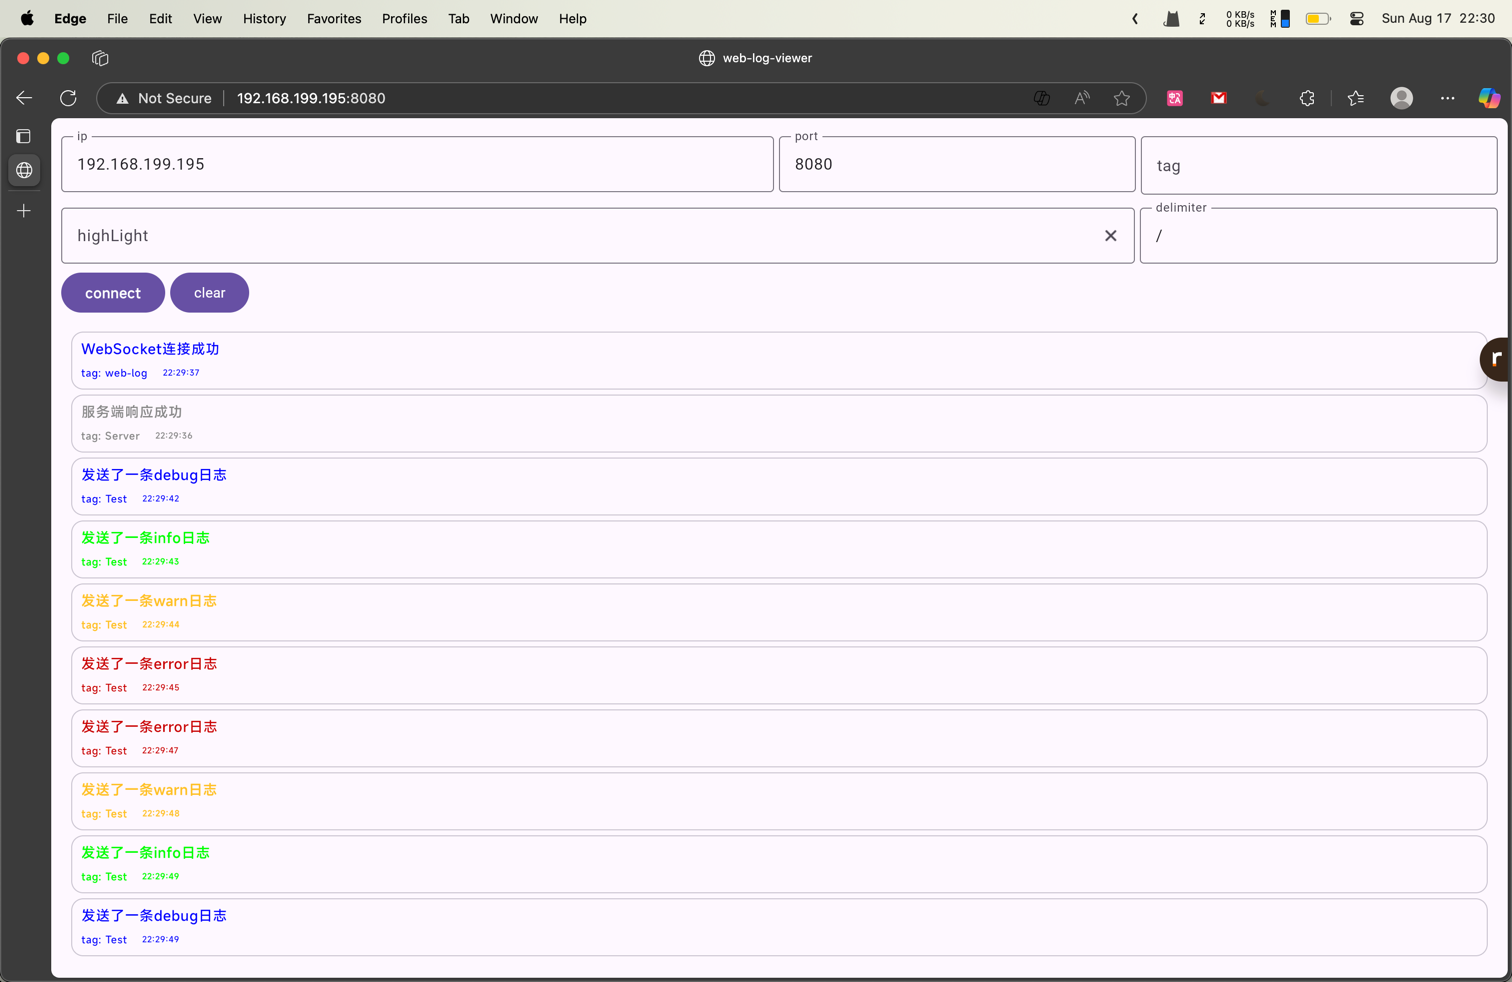 Edge File Edit View History Favorites Profiles Tab Window Help 0 KB/s 0 KB/s MEM Sun Aug 17 22:30
web-log-viewer
Not Secure 192.168.199.195:8080
ip port
192.168.199.195 8080 tag
delimiter
highLight /
connect clear
WebSocket连接成功
tag: web-log 22:29:37
服务端响应成功
tag: Server 22:29:36
发送了一条debug日志
tag: Test 22:29:42
发送了一条info日志
tag: Test 22:29:43
发送了一条warn日志
tag: Test 22:29:44
发送了一条error日志
tag: Test 22:29:45
发送了一条error日志
tag: Test 22:29:47
发送了一条warn日志
tag: Test 22:29:48
发送了一条info日志
tag: Test 22:29:49
发送了一条debug日志
tag: Test 22:29:49